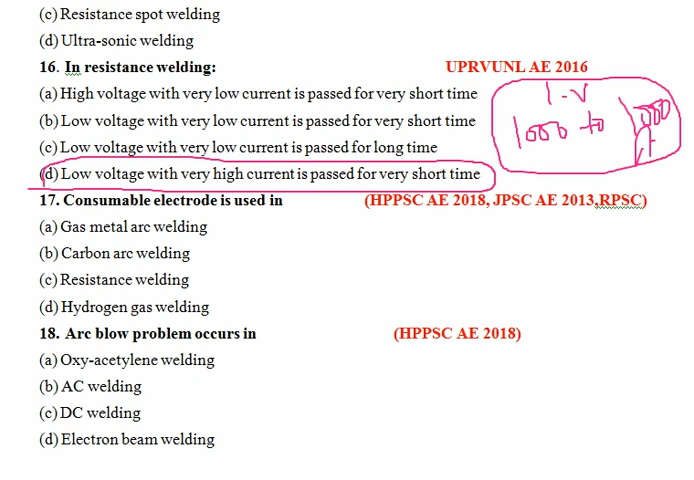 (c) Resistance spot welding
(d) Ultra-sonic welding
16. In resistance welding: UPRVUNL AE 2016
(a) High voltage with very low current is passed for very short time
(b) Low voltage with very low current is passed for very short time
(c) Low voltage with very low current is passed for long time
(d) Low voltage with very high current is passed for very short time
1-V
1000 to
17. Consumable electrode is used in (HPPSC AE 2018, JPSC AE 2013,RPSC)
(a) Gas metal arc welding
(b) Carbon arc welding
(c) Resistance welding
(d) Hydrogen gas welding
18. Arc blow problem occurs in (HPPSC AE 2018)
(a) Oxy-acetylene welding
(b) AC welding
(c) DC welding
(d) Electron beam welding